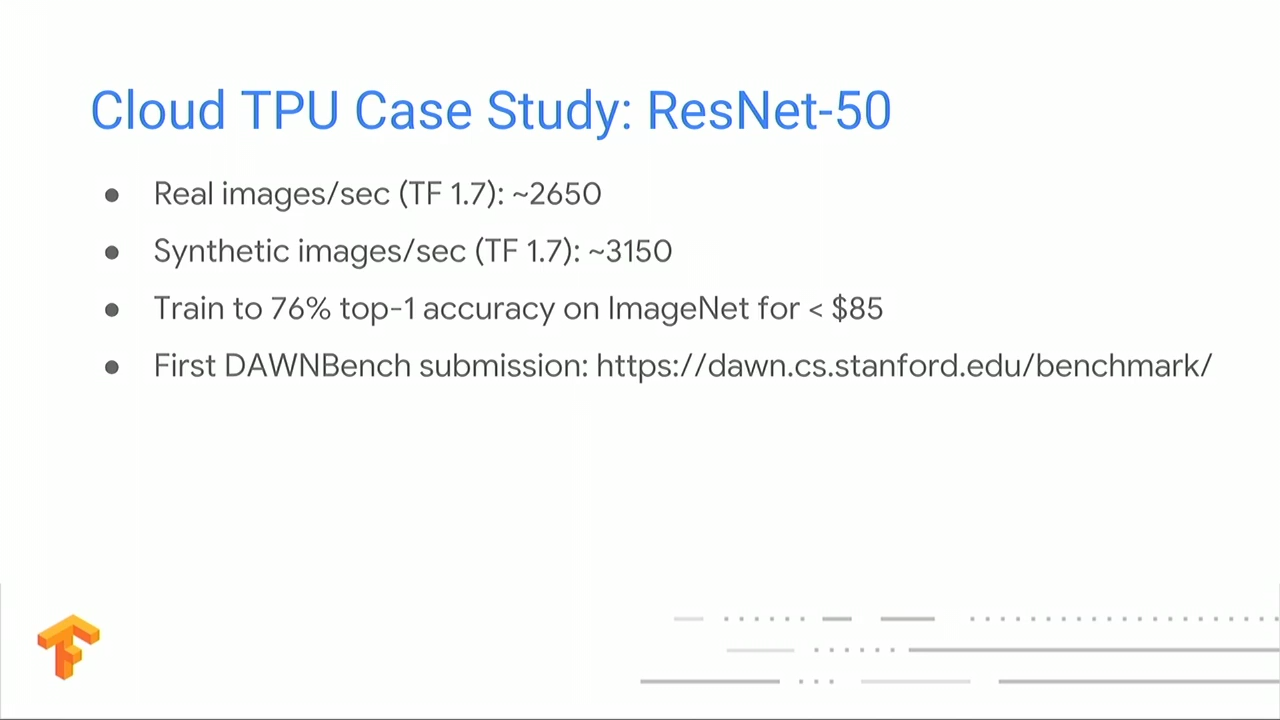 Cloud TPU Case Study: ResNet-50
● Real images/sec (TF 1.7): ~2650
● Synthetic images/sec (TF 1.7): ~3150
● Train to 76% top-1 accuracy on ImageNet for < $85
● First DAWNBench submission: https://dawn.cs.stanford.edu/benchmark/